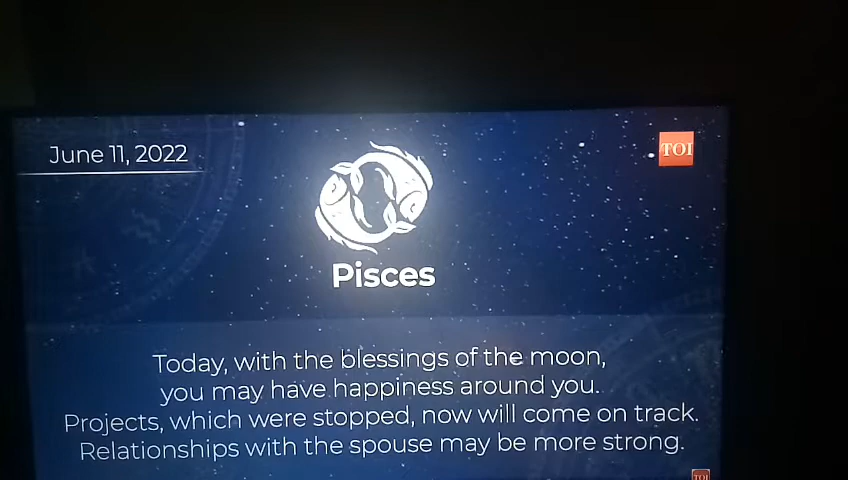 June 11, 2022
TOI
Pisces
Today, with the blessings of the moon,
you may have happiness around you.
Projects, which were stopped, now will come on track.
Relationships with the spouse may be more strong.
TOI